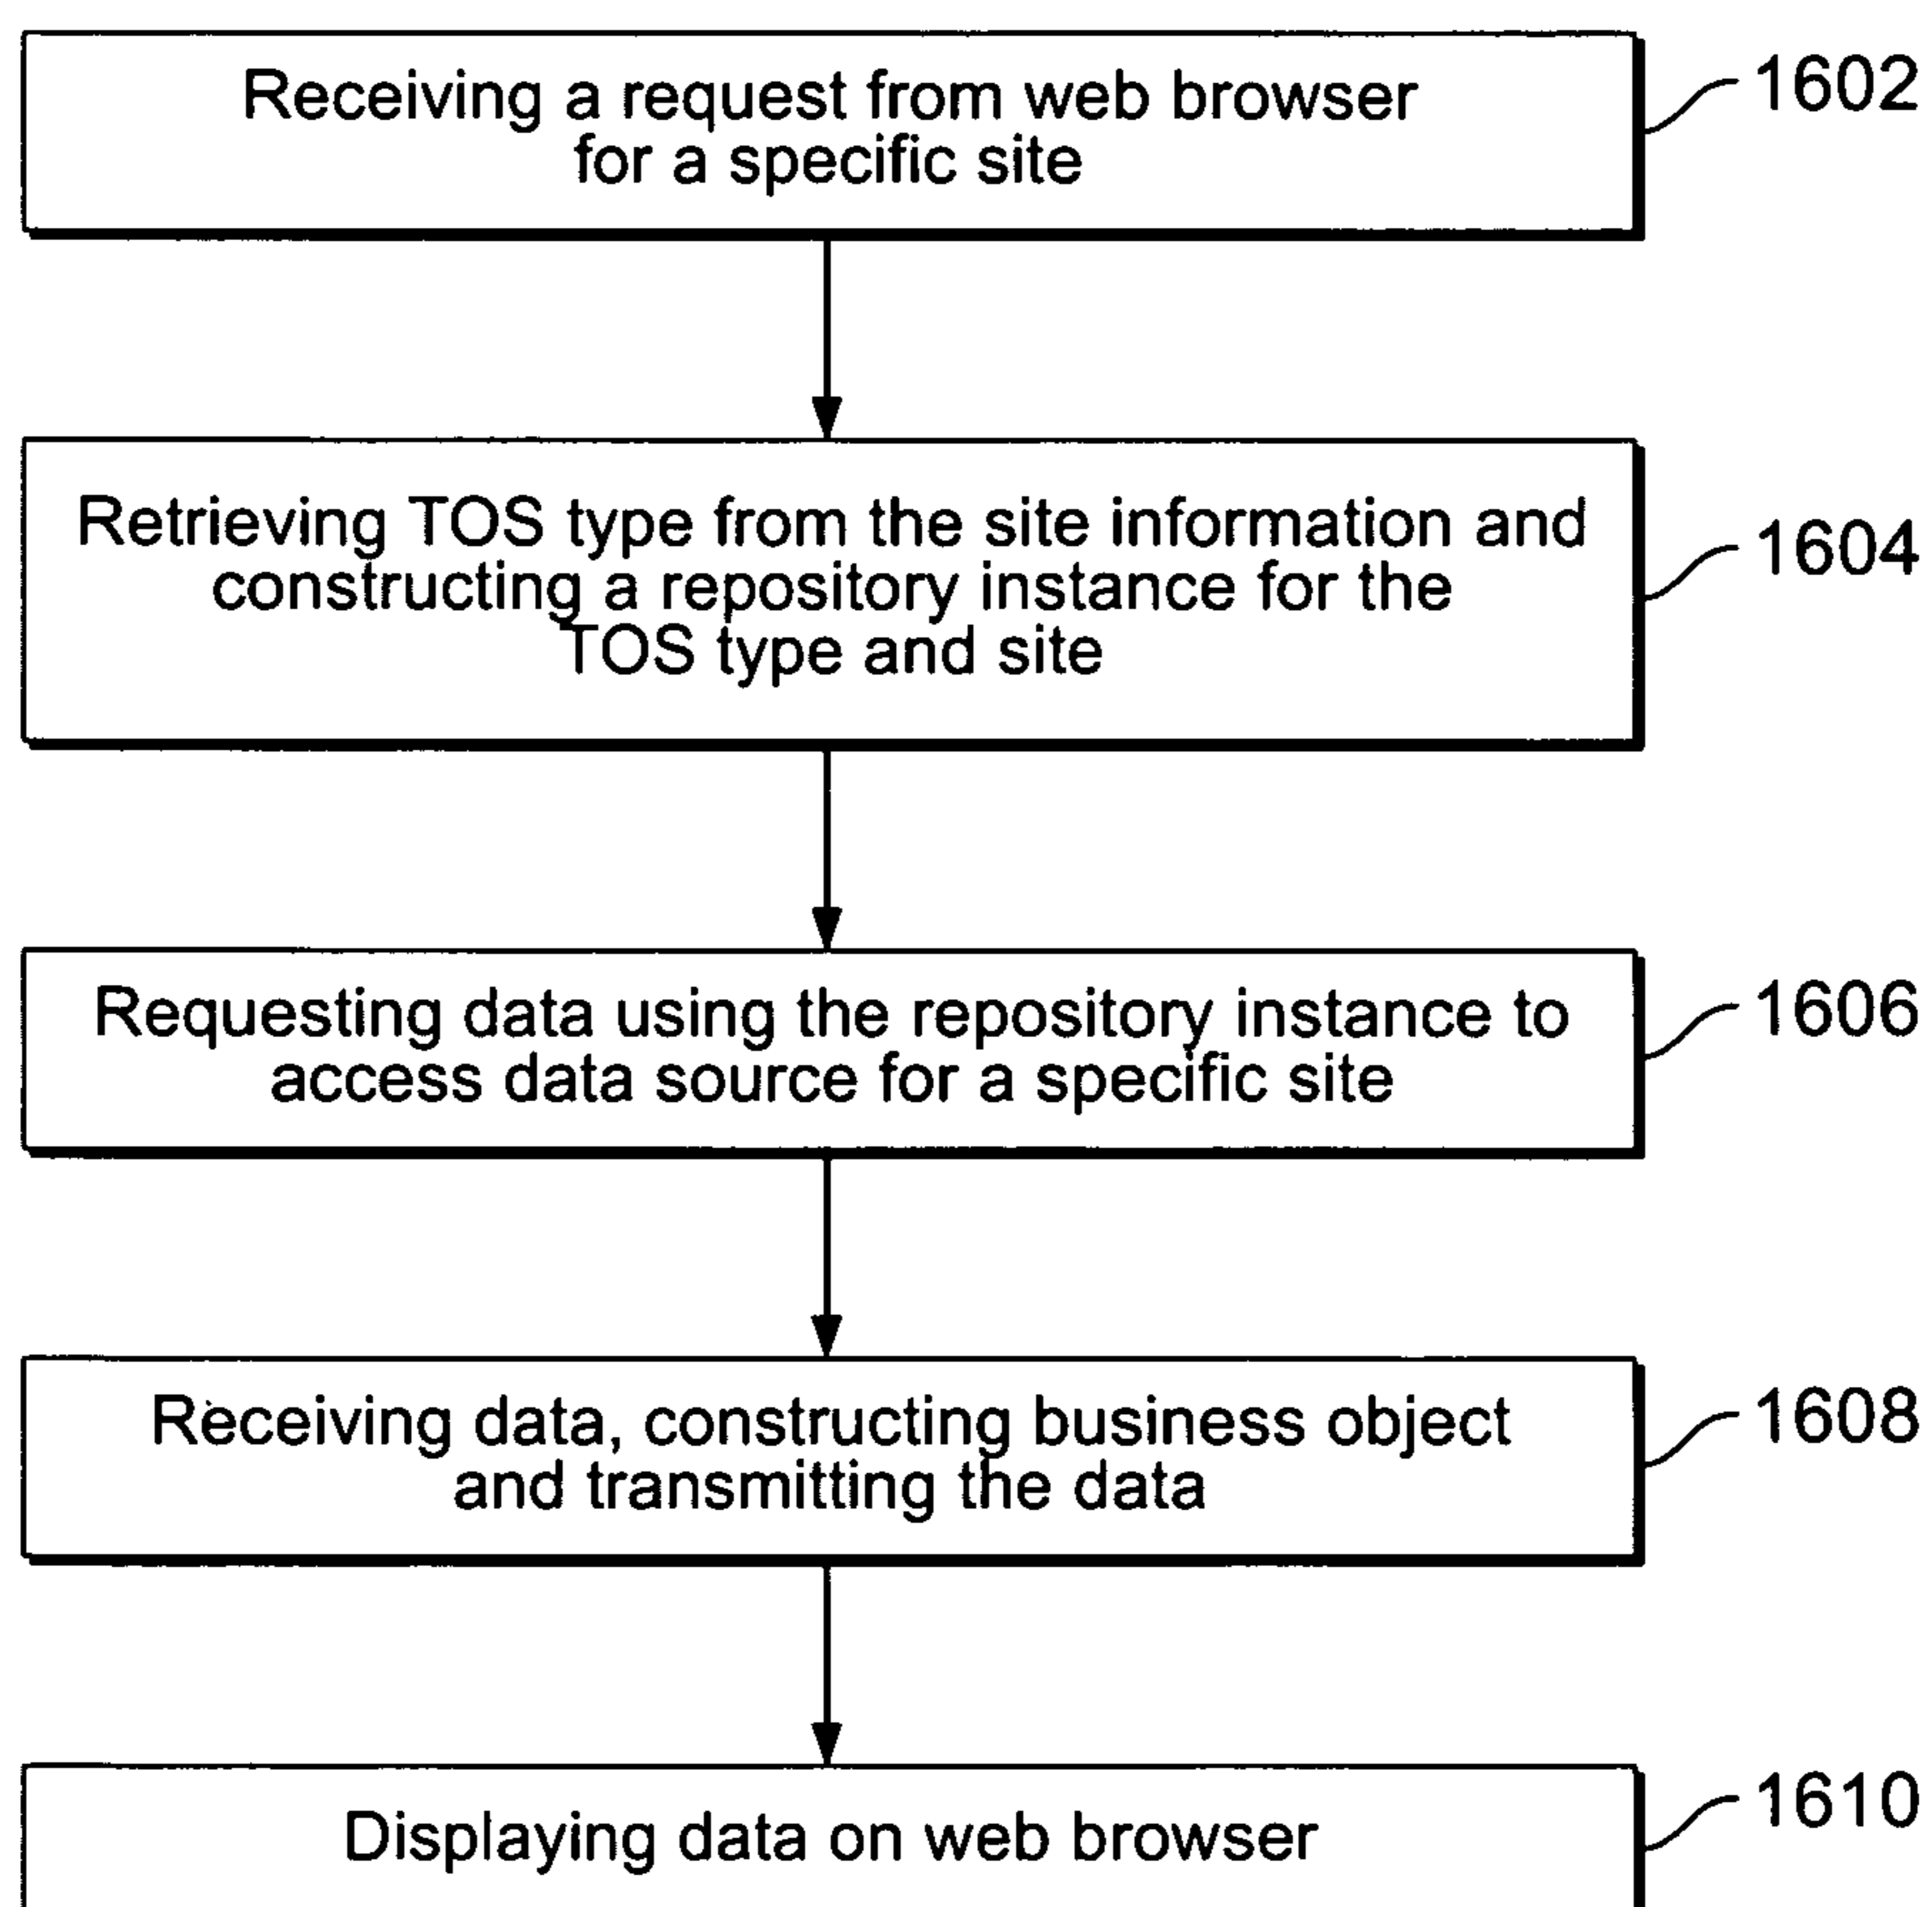 Receiving a request from web browser
for a specific site
1602
Retrieving TOS type from the site information and
constructing a repository instance for the
TOS type and site
1604
Requesting data using the repository instance to
access data source for a specific site
1606
Receiving data, constructing business object
and transmitting the data
1608
Displaying data on web browser
1610